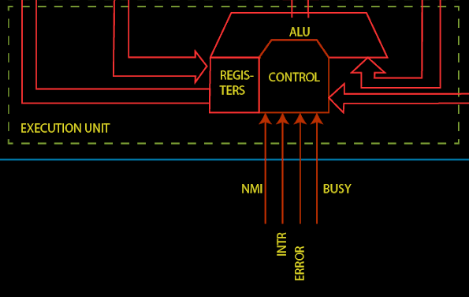 ALU
REGIS-
TERS
CONTROL
EXECUTION UNIT
NMI
BUSY
INTR
ERROR